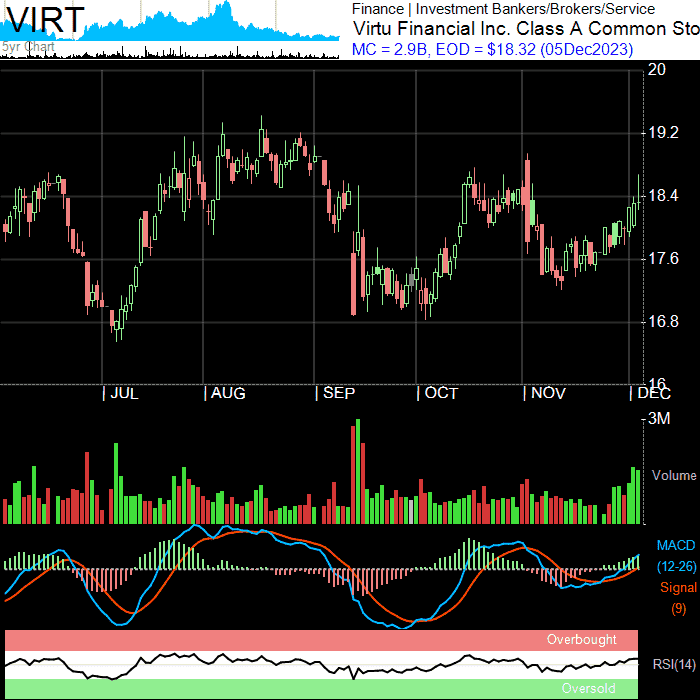 VIRT
5yr Chart
Finance | Investment Bankers/Brokers/Service
Virtu Financial Inc. Class A Common Sto
MC = 2.9B, EOD = $18.32 (05Dec2023)
20
19.2
18.4
17.6
16.8
16
JUL
AUG
SEP
OCT
NOV
DEC
3M
Volume
MACD
(12-26)
Signal
(9)
Overbought
RSI(14)
Oversold